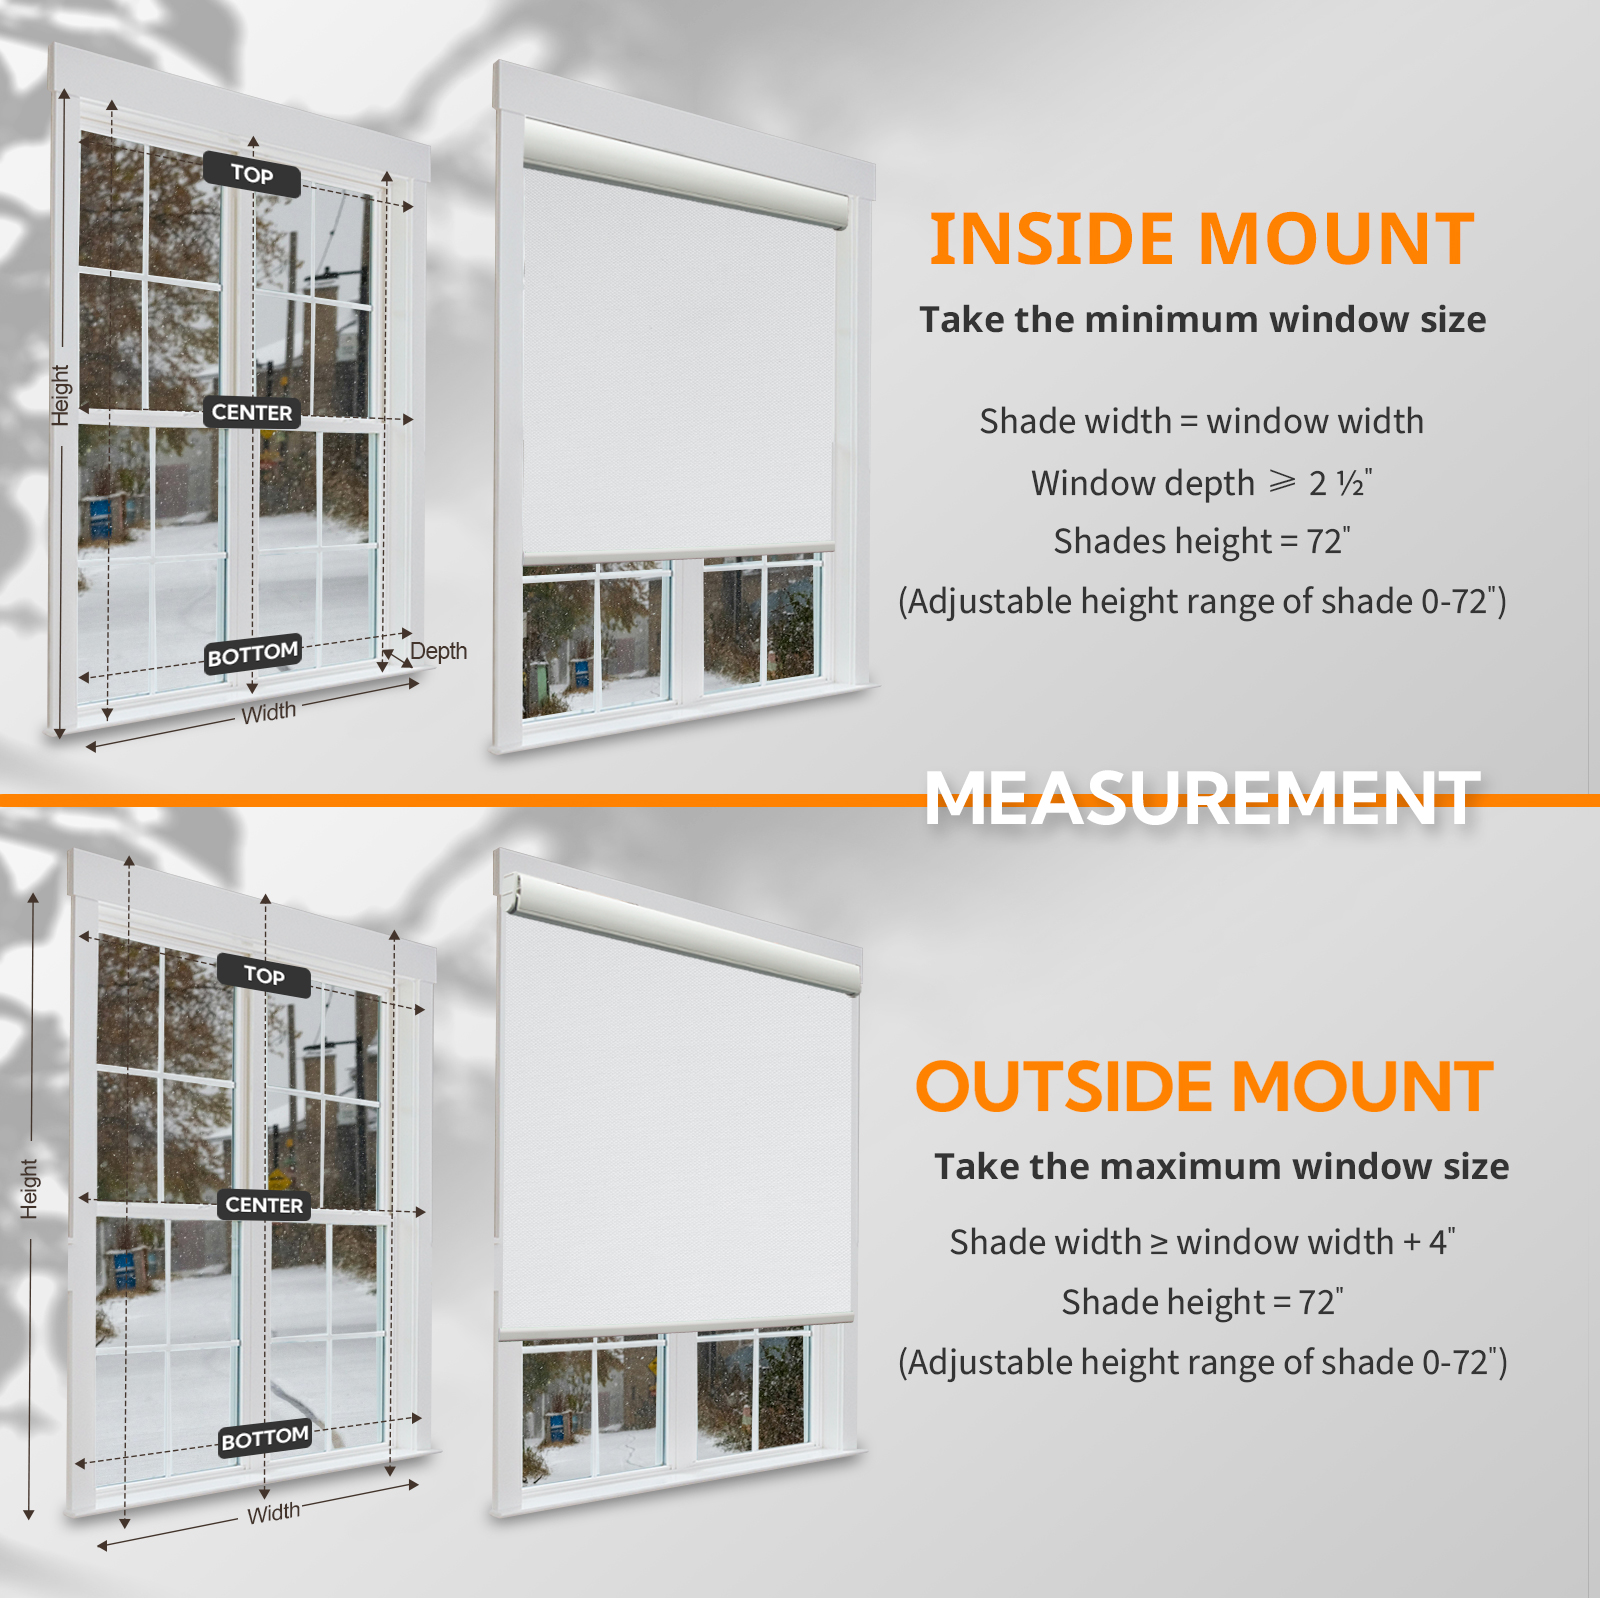 INSIDE MOUNT
Take the minimum window size
Shade width = window width
Window depth ⩾ 2 ½"
Shades height = 72"
(Adjustable height range of shade 0-72")
TOP
CENTER
BOTTOM
Height
Depth
Width
MEASUREMENT
OUTSIDE MOUNT
Take the maximum window size
Shade width ≥ window width + 4"
Shade height = 72"
(Adjustable height range of shade 0-72")
TOP
CENTER
BOTTOM
Height
Width